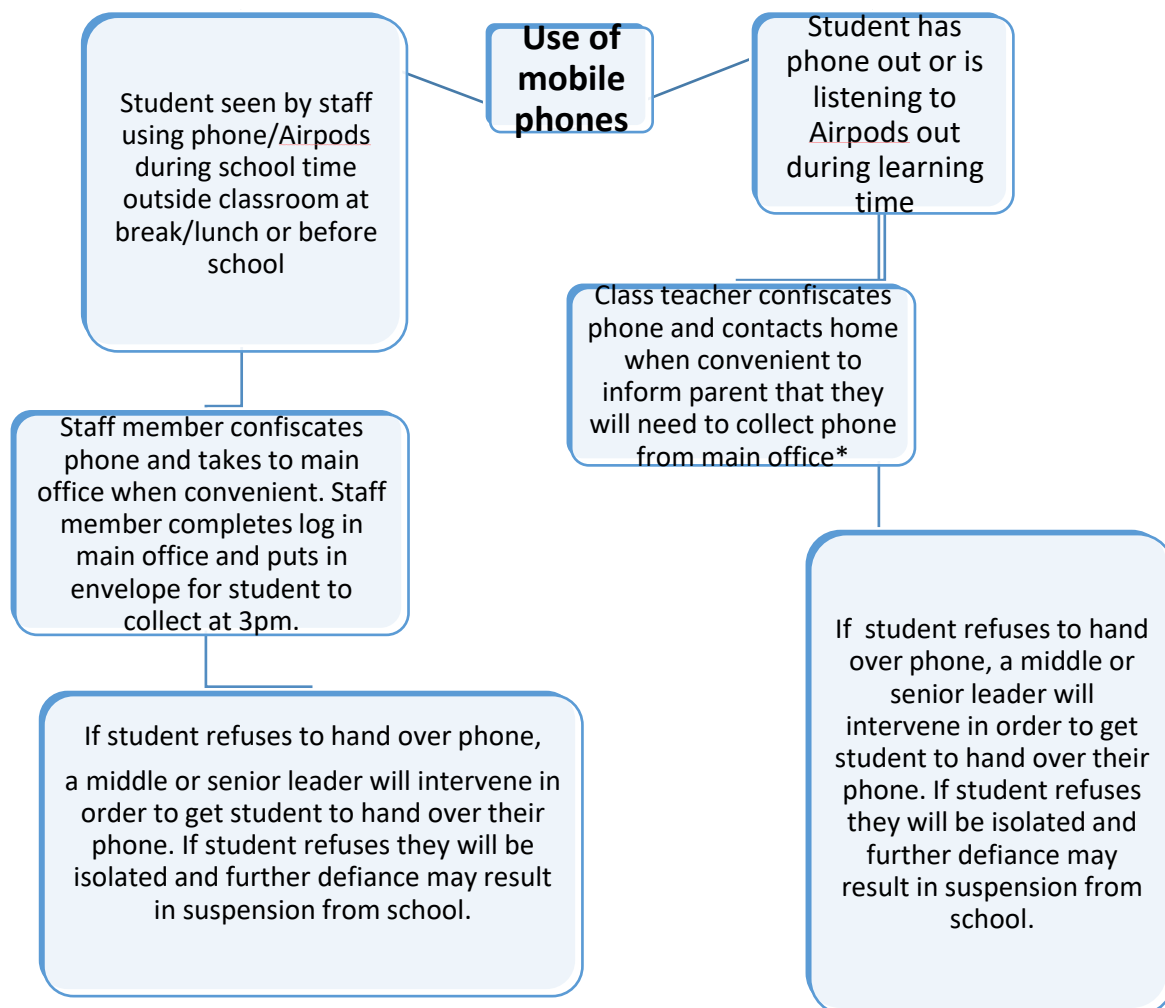 Use of
mobile
phones
Student seen by staff
using phone/Airpods
during school time
outside classroom at
break/lunch or before
school
Staff member confiscates
phone and takes to main
office when convenient. Staff
member completes log in
main office and puts in
envelope for student to
collect at 3pm.
If student refuses to hand over phone,
a middle or senior leader will intervene in
order to get student to hand over their
phone. If student refuses they will be
isolated and further defiance may result
in suspension from school.
Student has
phone out or is
listening to
Airpods out
during learning
time
Class teacher confiscates
phone and contacts home
when convenient to
inform parent that they
will need to collect phone
from main office*
If  student refuses to hand
over phone, a middle or
senior leader will
intervene in order to get
student to hand over their
phone. If student refuses
they will be isolated and
further defiance may
result in suspension from
school.